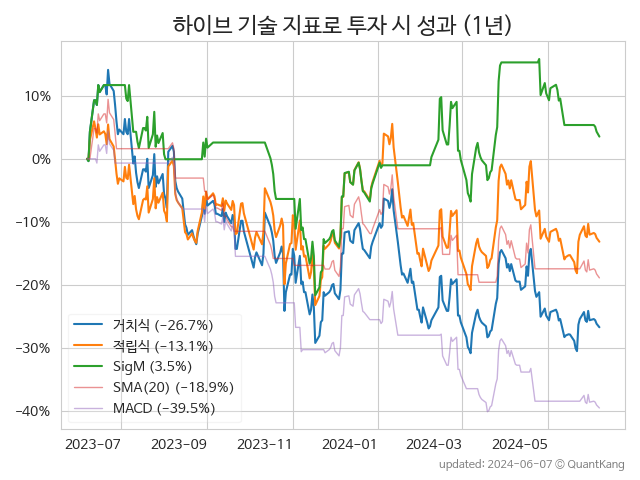 하이브 기술 지표로 투자 시 성과 (1년)
10%
0%
−10%
−20%
−30%
−40%
거치식 (−26.7%)
적립식 (−13.1%)
SigM (3.5%)
SMA(20) (−18.9%)
MACD (−39.5%)
2023−07
2023−09
2023−11
2024−01
2024−03
2024−05
updated: 2024−06−07 © QuantKang